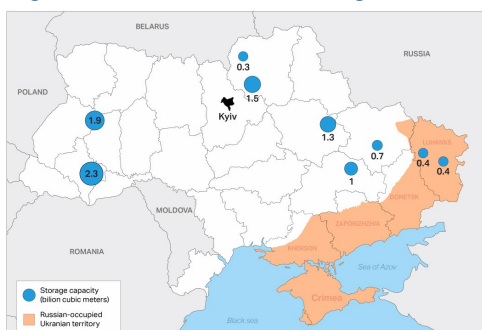 BELARUS
RUSSIA
POLAND
0.3
1.5
Kyiv
1.9
1.3
0.7
LUHANSK
0.4
0.4
2.3
1
DONETSK
MOLDOVA
ZAPORIZHZHIA
KHERSON
ROMANIA
Sea of Azov
Crimea
Black sea
Storage capacity
(bilion cubic meters)
Russian-occupied
Ukranian territory